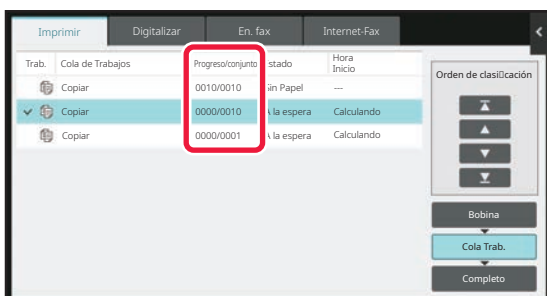 Imprimir Digitalizar En. fax Internet-Fax
Trab. Cola de Trabajos Progreso/conjunto stado Hora Inicio
Copiar 0010/0010 in Papel ---
Copiar 0000/0010 la espera Calculando
Copiar 0000/0001 la espera Calculando
Orden de clasi cación
Bobina
Cola Trab.
Completo